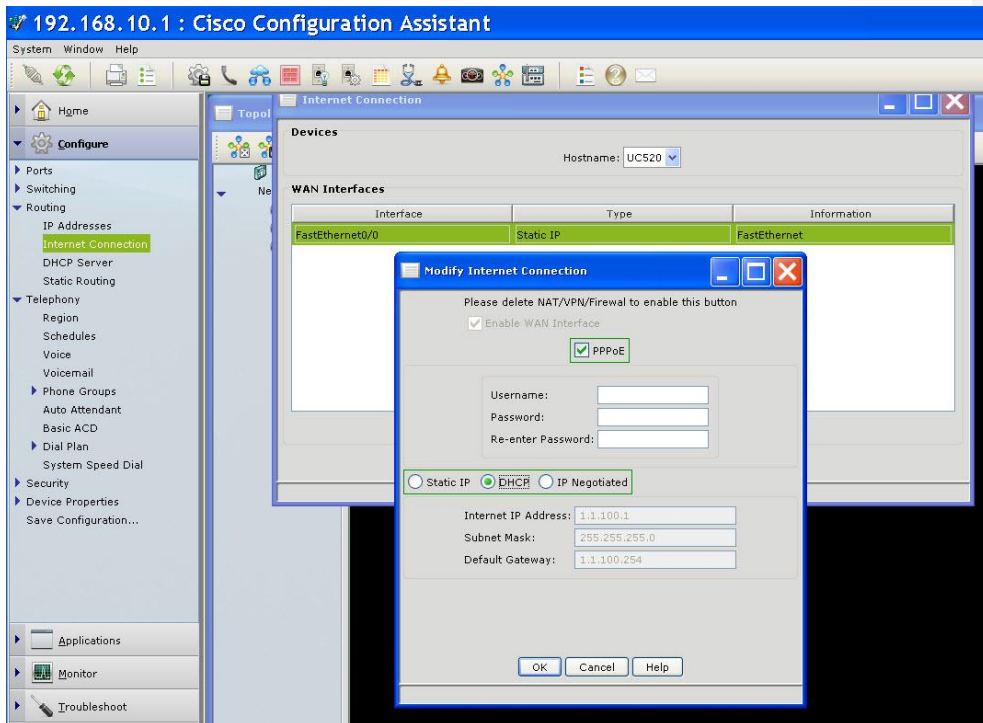 192.168.10.1 : Cisco Configuration Assistant
System Window Help
Home
Configure
Ports
Switching
Routing
IP Addresses
Internet Connection
DHCP Server
Static Routing
Telephony
Region
Schedules
Voice
Voicemail
Phone Groups
Auto Attendant
Basic ACD
Dial Plan
System Speed Dial
Security
Device Properties
Save Configuration...
Applications
Monitor
Troubleshoot
Topol
Ne
Internet Connection
Devices
Hostname: UC520
WAN Interfaces
Interface Type Information
FastEthernet0/0 Static IP FastEthernet
Modify Internet Connection
Please delete NAT/VPN/Firewal to enable this button
Enable WAN Interface
PPPoE
Username:
Password:
Re-enter Password:
Static IP DHCP IP Negotiated
Internet IP Address: 1.1.100.1
Subnet Mask: 255.255.255.0
Default Gateway: 1.1.100.254
OK Cancel Help